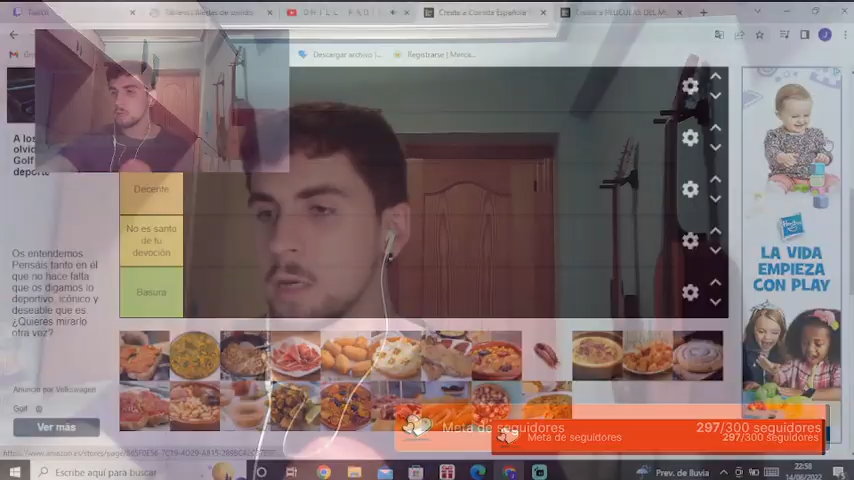 Create a Comida Española
Descargar archivo |...
Registrarse | Merca...
A los
olvid
Golf
deporte
Decente
No es santo
de tu
devoción
Basura
Os entendemos.
Pensáis tanto en él
que no hace falta
que os digamos lo
deportivo, icónico y
deseable que es.
¿Quieres mirarlo
otra vez?
Anuncio por Volkswagen
Golf
Ver más
Hasbro
LA VIDA
EMPIEZA
CON PLAY
Meta de seguidores
297/300 seguidores
Meta de seguidores
297/300 seguidores
Escribe aquí para buscar
Prev. de lluvia
22:58
14/06/2022